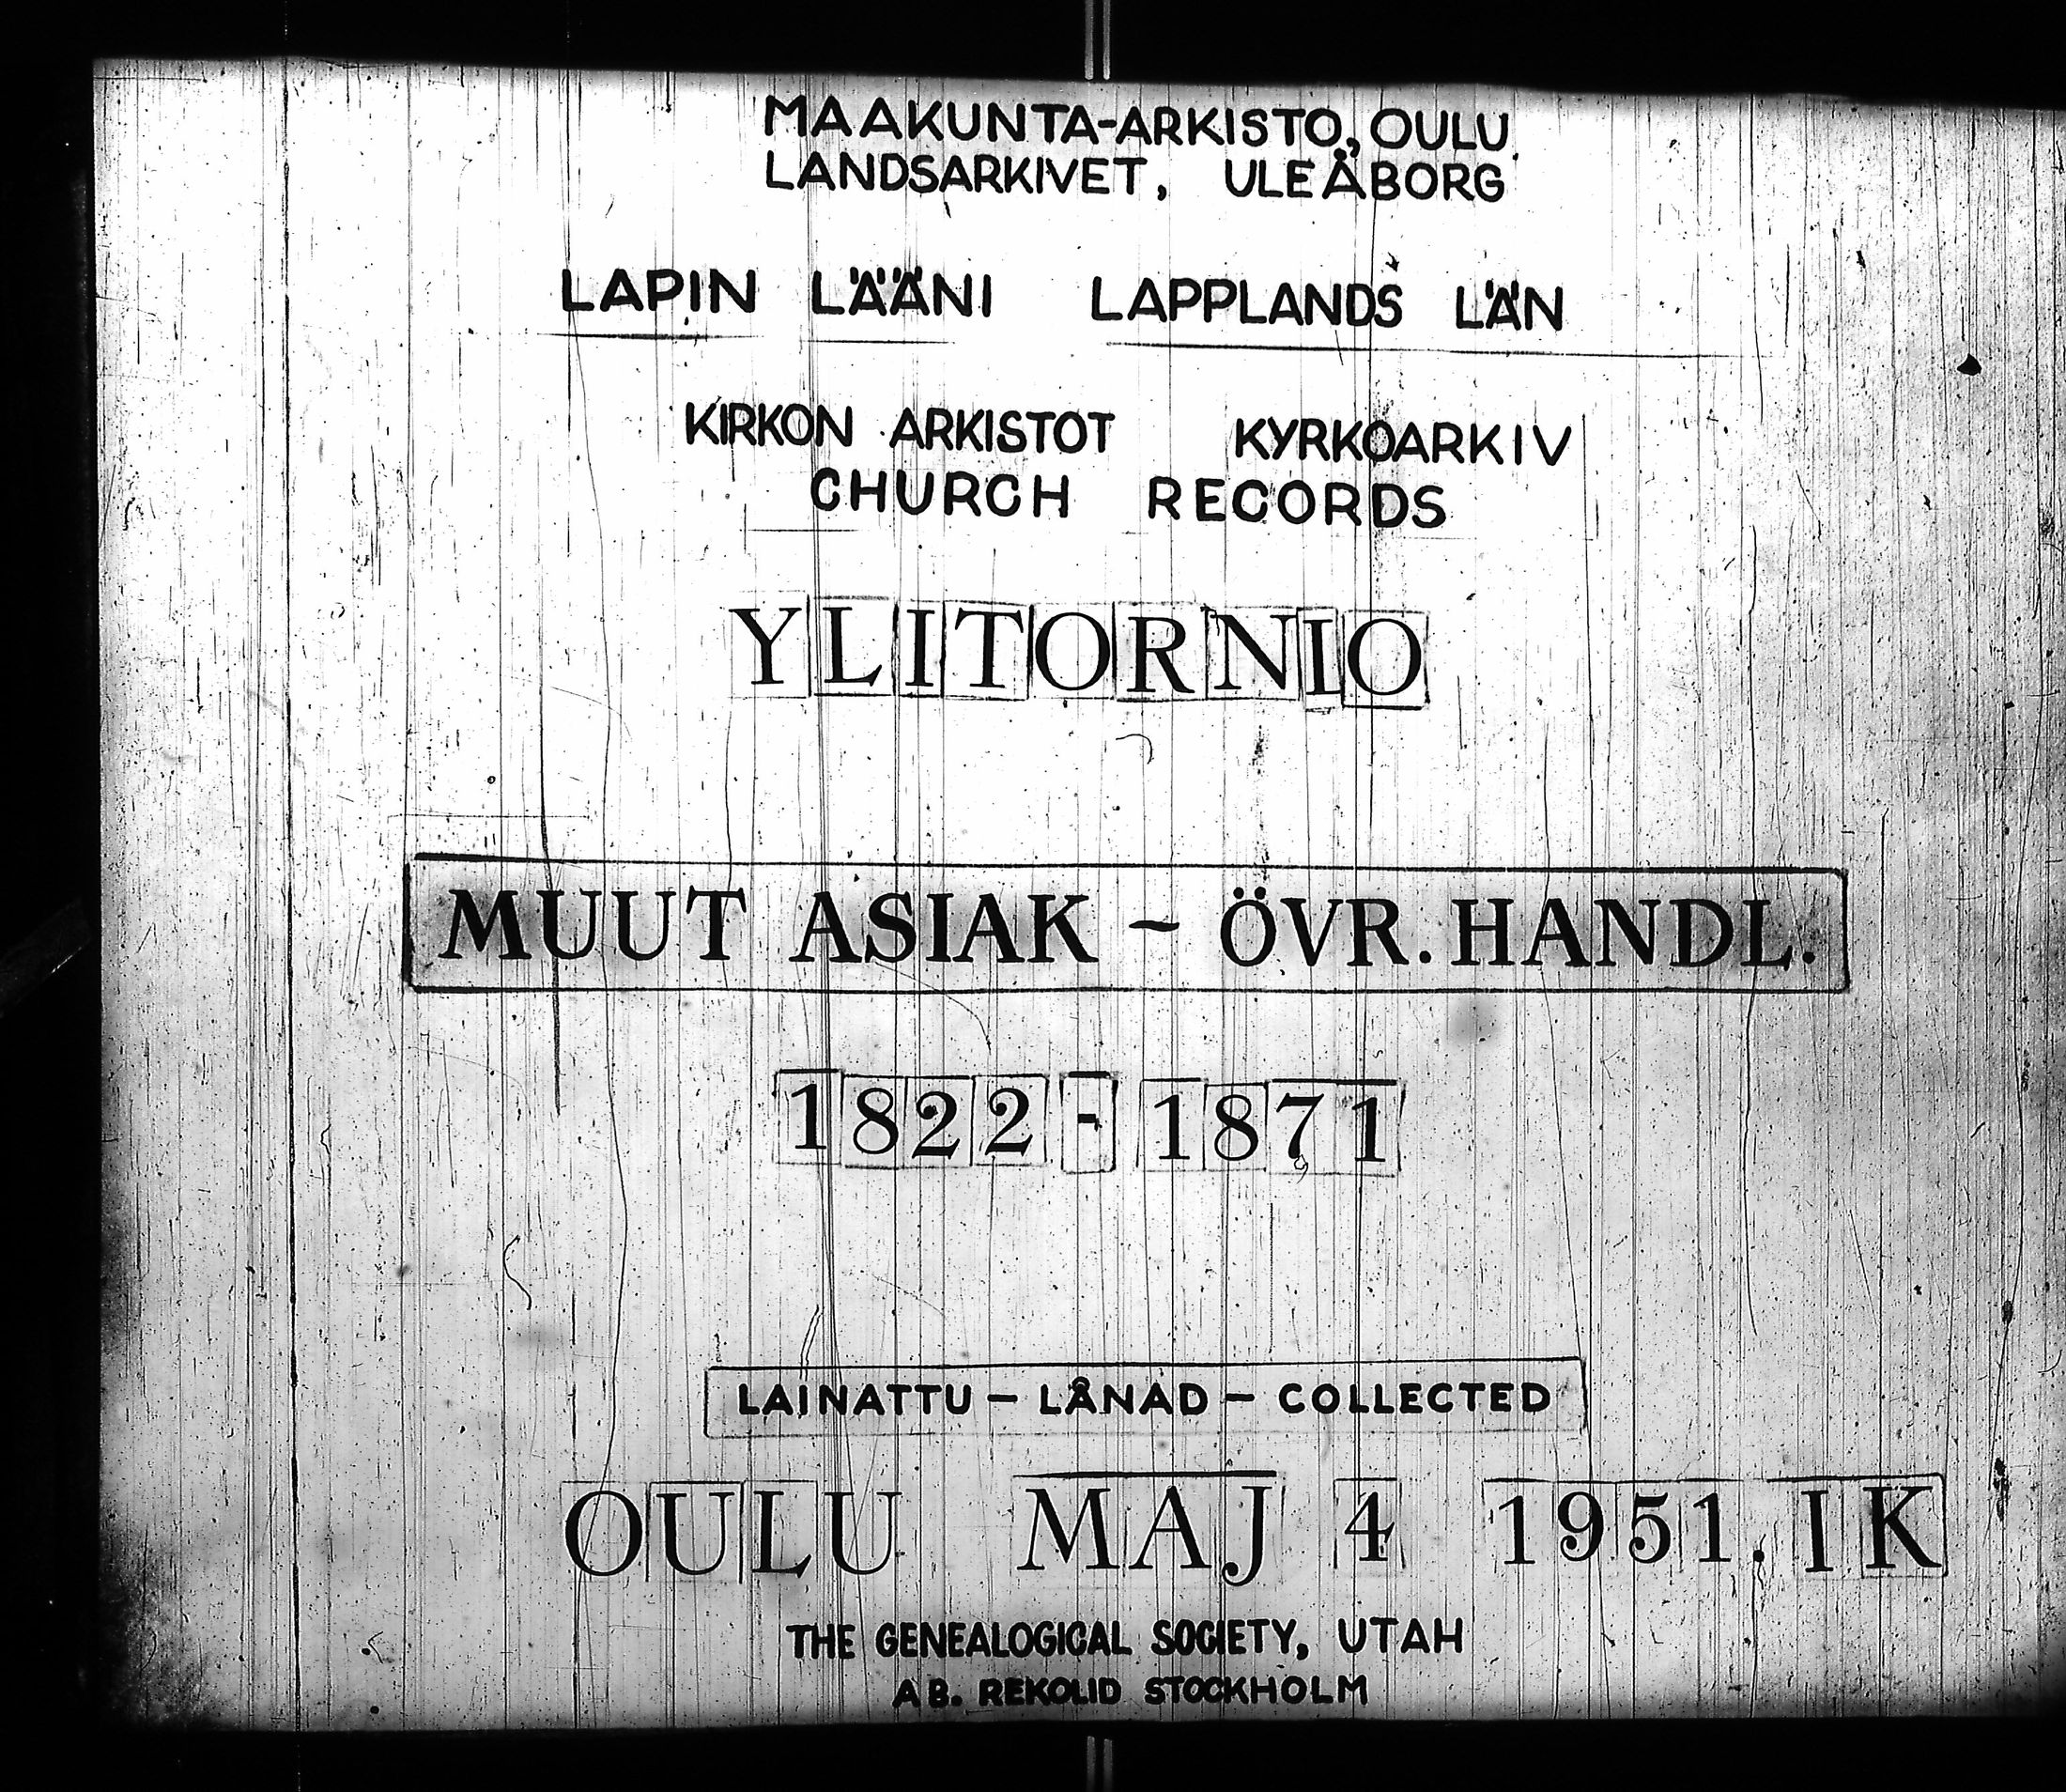 MAAKUNTA-ARKISTO, OULU.
LANDSARKIVET, ULEÅBORG
LAPIN LÄÄNI LAPPLANDS LÄN
KIRKON ARKISTOT KYRKOARKIV
CHURCH RECORDS
YLITORNIO
MUUT ASIAK - ÖVR. HANDL.
1822 - 1871
LAINATTU - LÅNAD - COLLECTED
OULU MAJ 4 1951. IK
THE GENEALOGICAL SOCIETY, UTAH
AB. REKOLID STOCKHOLM